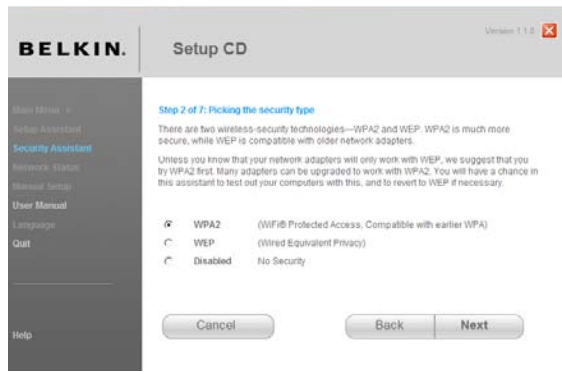 BELKIN.
Setup CD
Version 1.1.0
Main Menu >
Setup Assistant
Security Assistant
Network Status
Manual Setup
User Manual
Language
Quit
Help
Step 2 of 7: Picking the security type
There are two wireless-security technologies—WPA2 and WEP. WPA2 is much more
secure, while WEP is compatible with older network adapters.
Unless you know that your network adapters will only work with WEP, we suggest that you
try WPA2 first. Many adapters can be upgraded to work with WPA2. You will have a chance in
this assistant to test out your computers with this, and to revert to WEP if necessary.
WPA2 (WiFi® Protected Access, Compatible with earlier WPA)
WEP (Wired Equivalent Privacy)
Disabled No Security
Cancel Back Next